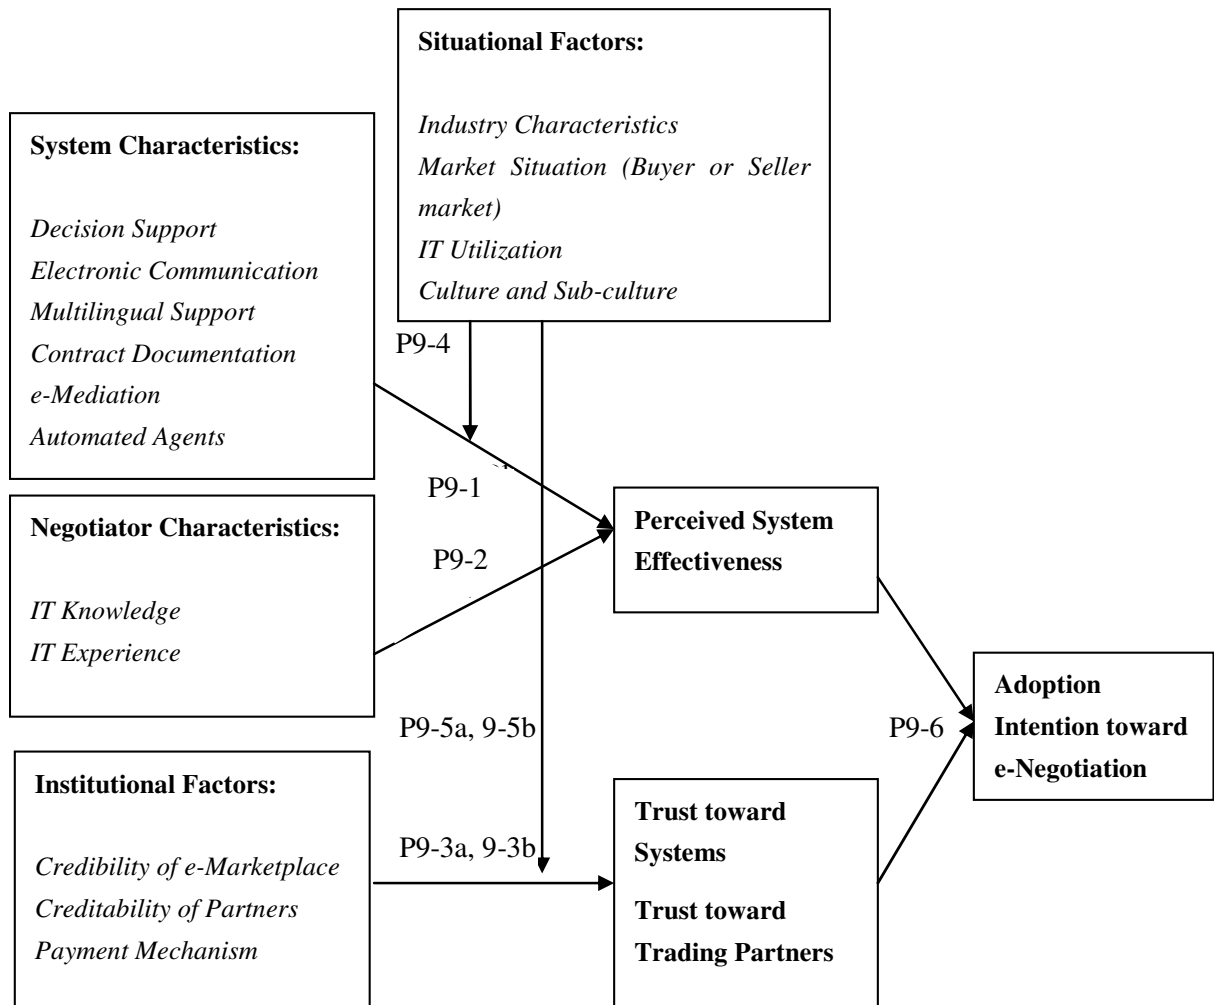 Situational Factors:
Industry Characteristics
Market Situation (Buyer or Seller
market)
IT Utilization
Culture and Sub-culture
System Characteristics:
Decision Support
Electronic Communication
Multilingual Support
Contract Documentation
e-Mediation
Automated Agents
P9-4
P9-1
Negotiator Characteristics:
IT Knowledge
IT Experience
P9-2
Perceived System
Effectiveness
P9-5a, 9-5b
P9-6
Adoption
Intention toward
e-Negotiation
Institutional Factors:
Credibility of e-Marketplace
Creditability of Partners
Payment Mechanism
P9-3a, 9-3b
Trust toward
Systems
Trust toward
Trading Partners